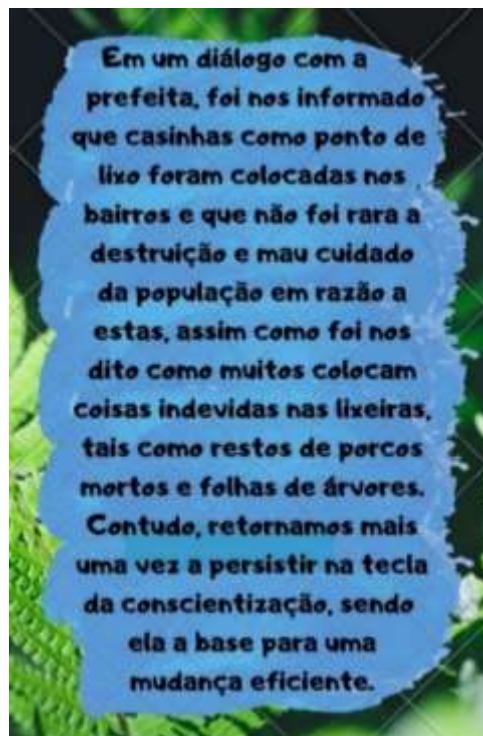 Em um diálogo com a
prefeita, foi nos informado
que casinhas como ponto de
lixo foram colocadas nos
bairros e que não foi rara a
destruição e mau cuidado
da população em razão a
estas, assim como foi nos
dito como muitos colocam
coisas indevidas nas lixeiras,
tais como restos de porcos
mortos e folhas de árvores.
Contudo, retornamos mais
uma vez a persistir na tecla
da conscientização, sendo
ela a base para uma
mudança eficiente.